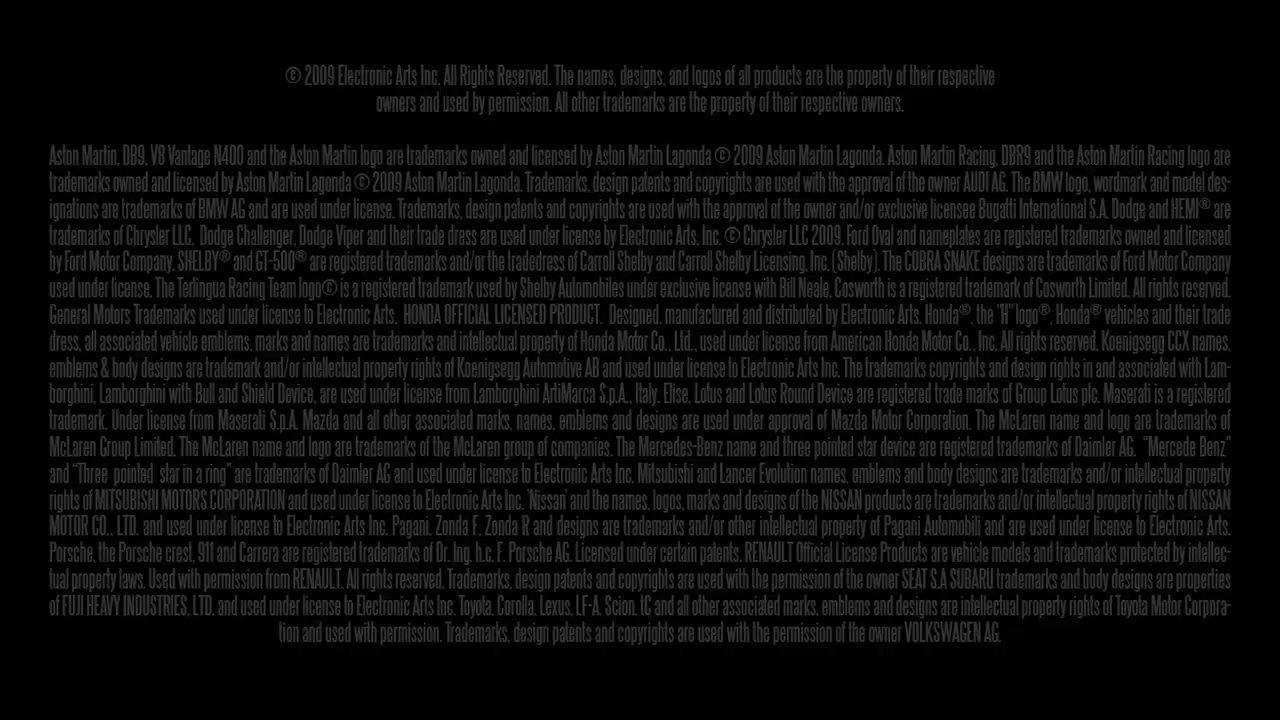 © 2009 Electronic Arts Inc. All Rights Reserved. The names, designs, and logos of all products are the property of their respective
owners and used by permission. All other trademarks are the property of their respective owners.
Aston Martin, DB9, V8 Vantage N400 and the Aston Martin logo are trademarks owned and licensed by Aston Martin Lagonda © 2009 Aston Martin Lagonda. Aston Martin Racing, DBR9 and the Aston Martin Racing logo are
trademarks owned and licensed by Aston Martin Lagonda © 2009 Aston Martin Lagonda. Trademarks, design patents and copyrights are used with the approval of the owner AUDI AG. The BMW logo, wordmark and model des-
ignations are trademarks of BMW AG and are used under license. Trademarks, design patents and copyrights are used with the approval of the owner and/or exclusive licensee Bugatti International S.A. Dodge and HEMI® are
trademarks of Chrysler LLC. Dodge Challenger, Dodge Viper and their trade dress are used under license by Electronic Arts, Inc. © Chrysler LLC 2009. Ford Oval and nameplates are registered trademarks owned and licensed
by Ford Motor Company. SHELBY® and GT-500® are registered trademarks and/or the tradedress of Carroll Shelby and Carroll Shelby Licensing, Inc. (Shelby). The COBRA SNAKE designs are trademarks of Ford Motor Company
used under license. The Terlingua Racing Team logo© is a registered trademark used by Shelby Automobiles under exclusive license with Bill Neale. Cosworth is a registered trademark of Cosworth Limited. All rights reserved.
General Motors Trademarks used under license to Electronic Arts. HONDA OFFICIAL LICENSED PRODUCT. Designed, manufactured and distributed by Electronic Arts. Honda®, the "H" logo®, Honda® vehicles and their trade
dress, all associated vehicle emblems, marks and names are trademarks and intellectual property of Honda Motor Co., Ltd., used under license from American Honda Motor Co., Inc. All rights reserved. Koenigsegg CCX names,
emblems & body designs are trademark and/or intellectual property rights of Koenigsegg Automotive AB and used under license to Electronic Arts Inc. The trademarks copyrights and design rights in and associated with Lam-
borghini, Lamborghini with Bull and Shield Device, are used under license from Lamborghini ArtiMarca S.p.A., Italy. Elise, Lotus and Lotus Round Device are registered trade marks of Group Lotus plc. Maserati is a registered
trademark. Under license from Maserati S.p.A. Mazda and all other associated marks, names, emblems and designs are used under approval of Mazda Motor Corporation. The McLaren name and logo are trademarks of
McLaren Group Limited. The McLaren name and logo are trademarks of the McLaren group of companies. The Mercedes-Benz name and three pointed star device are registered trademarks of Daimler AG. “Mercede Benz”
and “Three pointed star in a ring” are trademarks of Daimler AG and used under license to Electronic Arts Inc. Mitsubishi and Lancer Evolution names, emblems and body designs are trademarks and/or intellectual property
rights of MITSUBISHI MOTORS CORPORATION and used under license to Electronic Arts Inc. 'Nissan' and the names, logos, marks and designs of the NISSAN products are trademarks and/or intellectual property rights of NISSAN
MOTOR CO., LTD. and used under license to Electronic Arts Inc. Pagani, Zonda F, Zonda R and designs are trademarks and/or other intellectual property of Pagani Automobili and are used under license to Electronic Arts.
Porsche, the Porsche crest, 911 and Carrera are registered trademarks of Dr. Ing. h.c. F. Porsche AG. Licensed under certain patents. RENAULT Official License Products are vehicle models and trademarks protected by intellec-
tual property laws. Used with permission from RENAULT. All rights reserved. Trademarks, design patents and copyrights are used with the permission of the owner SEAT S.A SUBARU trademarks and body designs are properties
of FUJI HEAVY INDUSTRIES, LTD. and used under license to Electronic Arts Inc. Toyota, Corolla, Lexus, LF-A, Scion, tC and all other associated marks, emblems and designs are intellectual property rights of Toyota Motor Corpora-
tion and used with permission. Trademarks, design patents and copyrights are used with the permission of the owner VOLKSWAGEN AG.